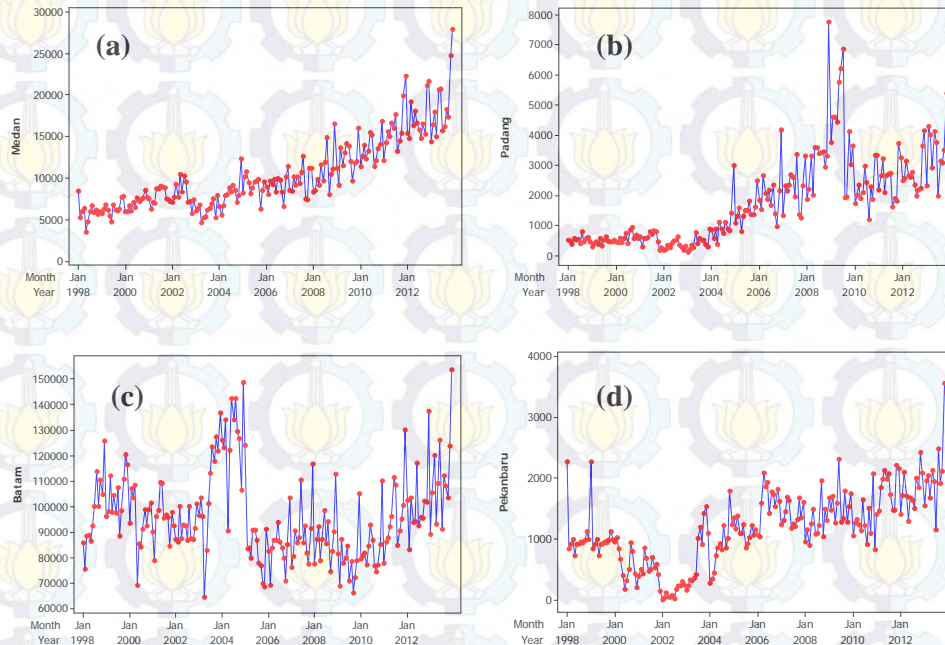 (a)
30000
25000
20000
15000
10000
5000
0
Medan
Month Jan Jan Jan Jan Jan Jan Jan Jan
Year 1998 2000 2002 2004 2006 2008 2010 2012
(b)
8000
7000
6000
5000
4000
3000
2000
1000
0
Padang
Month Jan Jan Jan Jan Jan Jan Jan Jan
Year 1998 2000 2002 2004 2006 2008 2010 2012
(c)
150000
140000
130000
120000
110000
100000
90000
80000
70000
60000
Batam
Month Jan Jan Jan Jan Jan Jan Jan Jan
Year 1998 2000 2002 2004 2006 2008 2010 2012
(d)
4000
3000
2000
1000
0
Pekanbaru
Month Jan Jan Jan Jan Jan Jan Jan Jan
Year 1998 2000 2002 2004 2006 2008 2010 2012